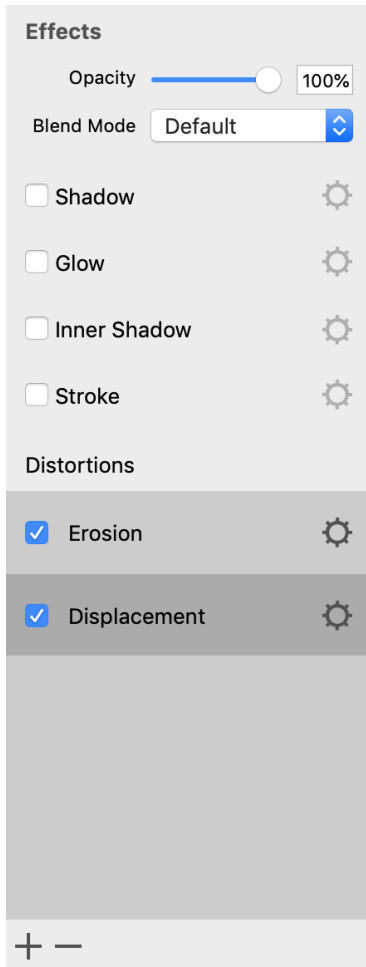 Effects
Opacity 100%
Blend Mode Default
Shadow
Glow
Inner Shadow
Stroke
Distortions
Erosion
Displacement